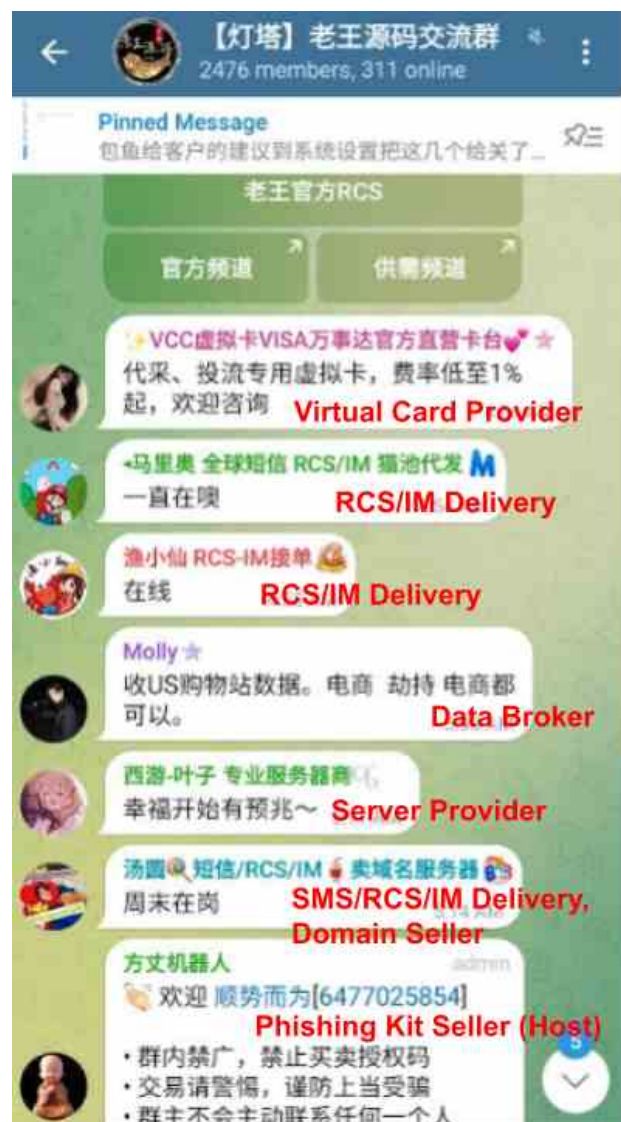 【灯塔】老王源码交流群
2476 members, 311 online
Pinned Message
包鱼给客户的建议到系统设置把这几个给关了...
老王官方RCS
官方频道
供需频道
VCC虚拟卡VISA万事达官方直营卡台
代采、投流专用虚拟卡，费率低至1%
起，欢迎咨询
Virtual Card Provider
马里奥 全球短信 RCS/IM 猫池代发
一直在噢
RCS/IM Delivery
渔小仙 RCS-IM接单
在线
RCS/IM Delivery
Molly
收US购物站数据。电商 劫持 电商都
可以。
Data Broker
西游-叶子 专业服务器商
幸福开始有预兆～
Server Provider
汤圆 短信/RCS/IM 卖域名服务器
周末在岗
SMS/RCS/IM Delivery,
Domain Seller
方丈机器人
admin
欢迎 顺势而为[6477025854]
Phishing Kit Seller (Host)
5
• 群内禁广，禁止买卖授权码
• 交易请警惕，谨防上当受骗
• 群主不会主动联系任何一个人